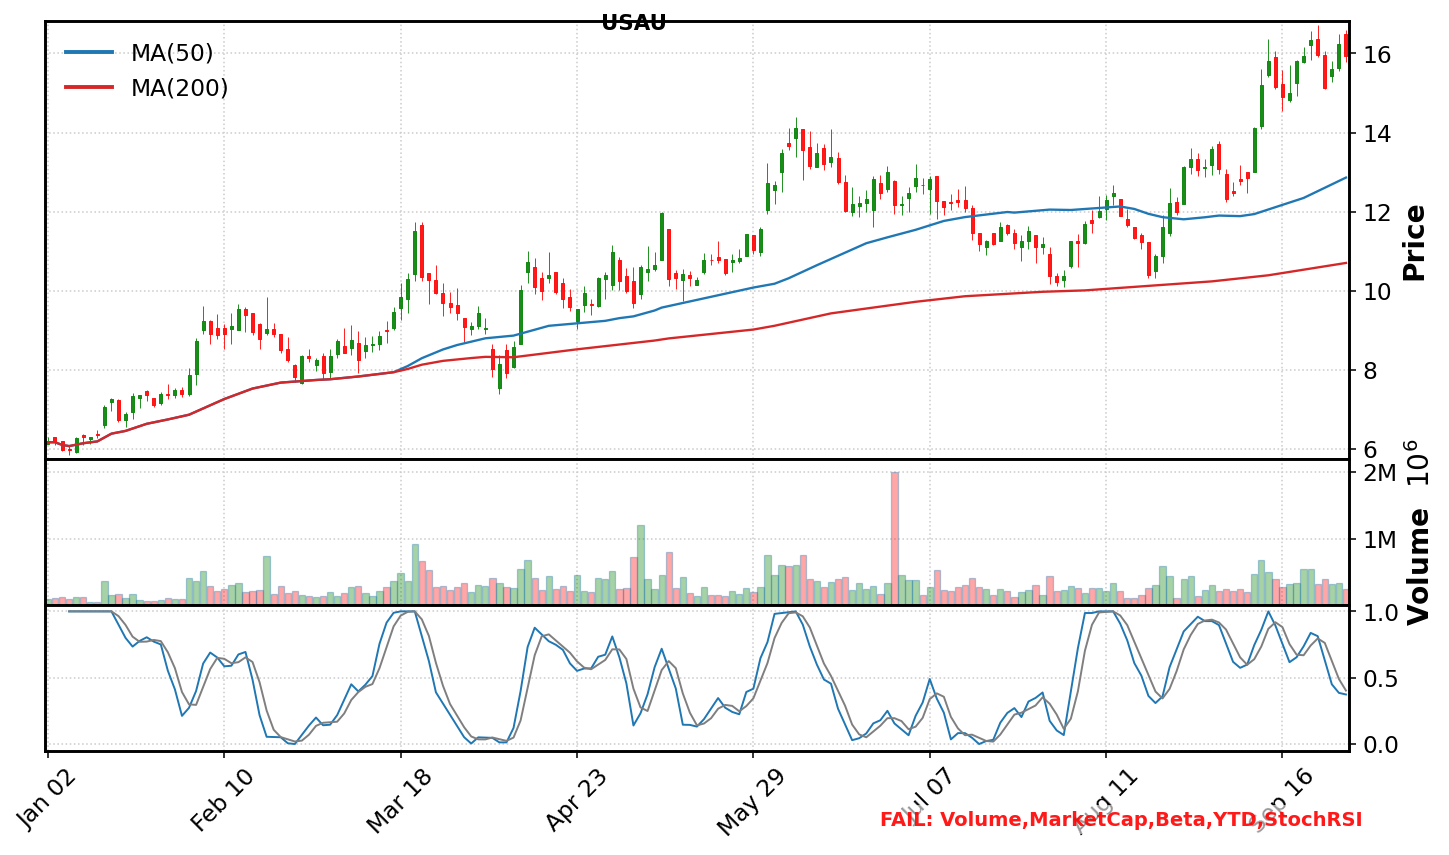 USAU
MA(50)
MA(200)
16
14
12
10
8
6
Price
2M
1M
Volume 10^6
1.0
0.5
0.0
Jan 02
Feb 10
Mar 18
Apr 23
May 29
Jul 07
Aug 11
Sep 16
FAIL: Volume,MarketCap,Beta,YTD,StochRSI